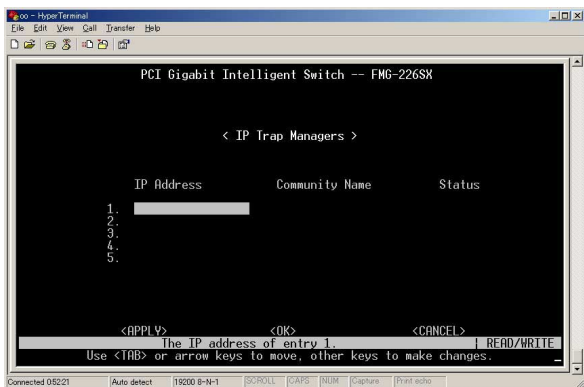 oo - HyperTerminal
File Edit View Call Transfer Help
PCI Gigabit Intelligent Switch -- FMG-226SX
< IP Trap Managers >
IP Address Community Name Status
1.
2.
3.
4.
5.
<APPLY> <OK> <CANCEL>
The IP address of entry 1. | READ/WRITE
Use <TAB> or arrow keys to move, other keys to make changes.
Connected 0:52:21 Auto detect 19200 8-N-1 SCROLL CAPS NUM Capture Print echo